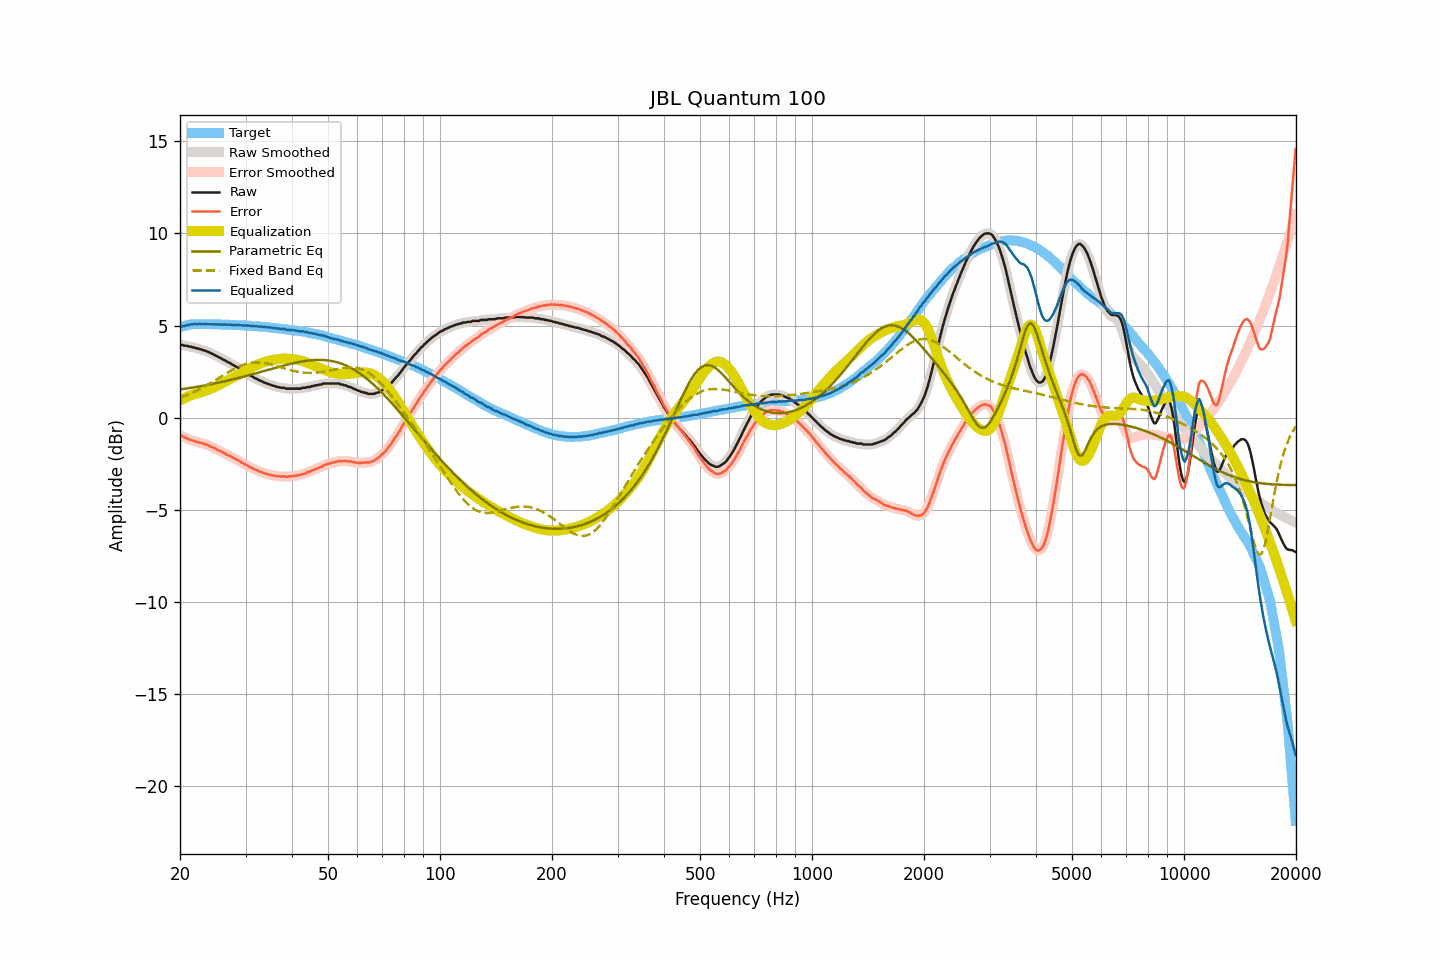 JBL Quantum 100
Target
Raw Smoothed
Error Smoothed
Raw
Error
Equalization
Parametric Eq
Fixed Band Eq
Equalized
15
10
5
0
−5
−10
−15
−20
Amplitude (dBr)
20
50
100
200
500
1000
2000
5000
10000
20000
Frequency (Hz)